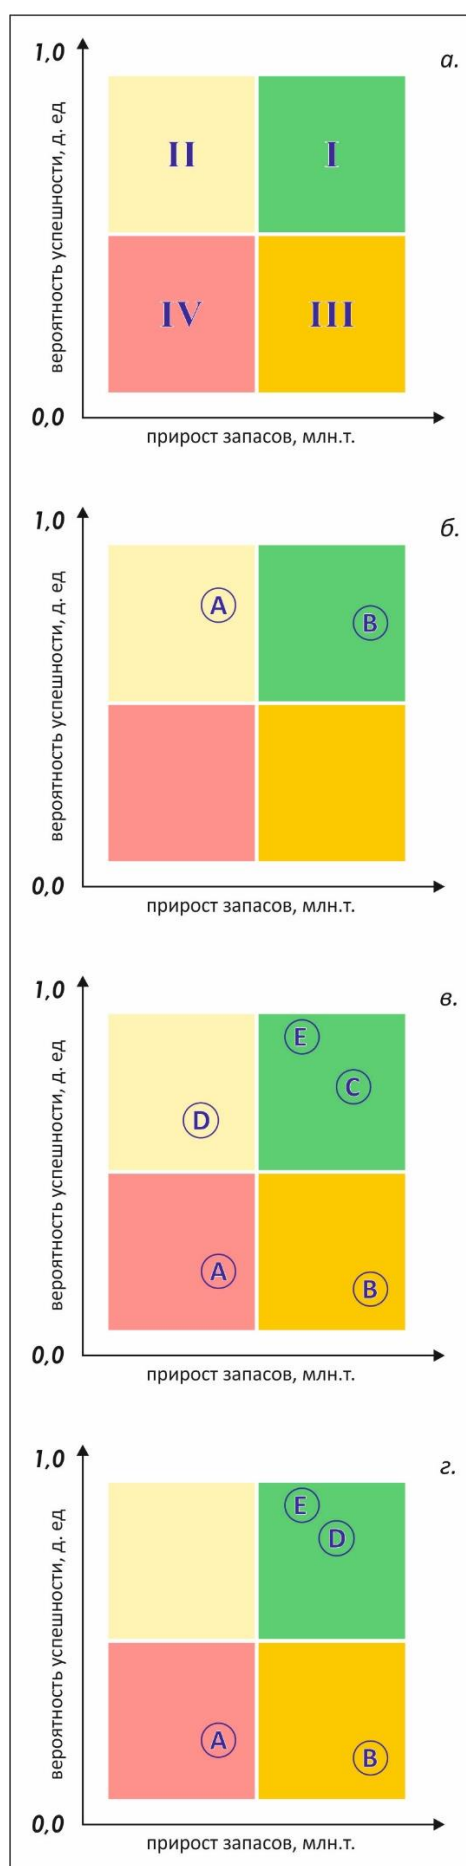 1,0
а.
вероятность успешности, д. ед
II
I
IV
III
0,0
прирост запасов, млн.т.
1,0
б.
вероятность успешности, д. ед
A
B
0,0
прирост запасов, млн.т.
1,0
в.
вероятность успешности, д. ед
E
C
D
A
B
0,0
прирост запасов, млн.т.
1,0
г.
вероятность успешности, д. ед
E
D
A
B
0,0
прирост запасов, млн.т.